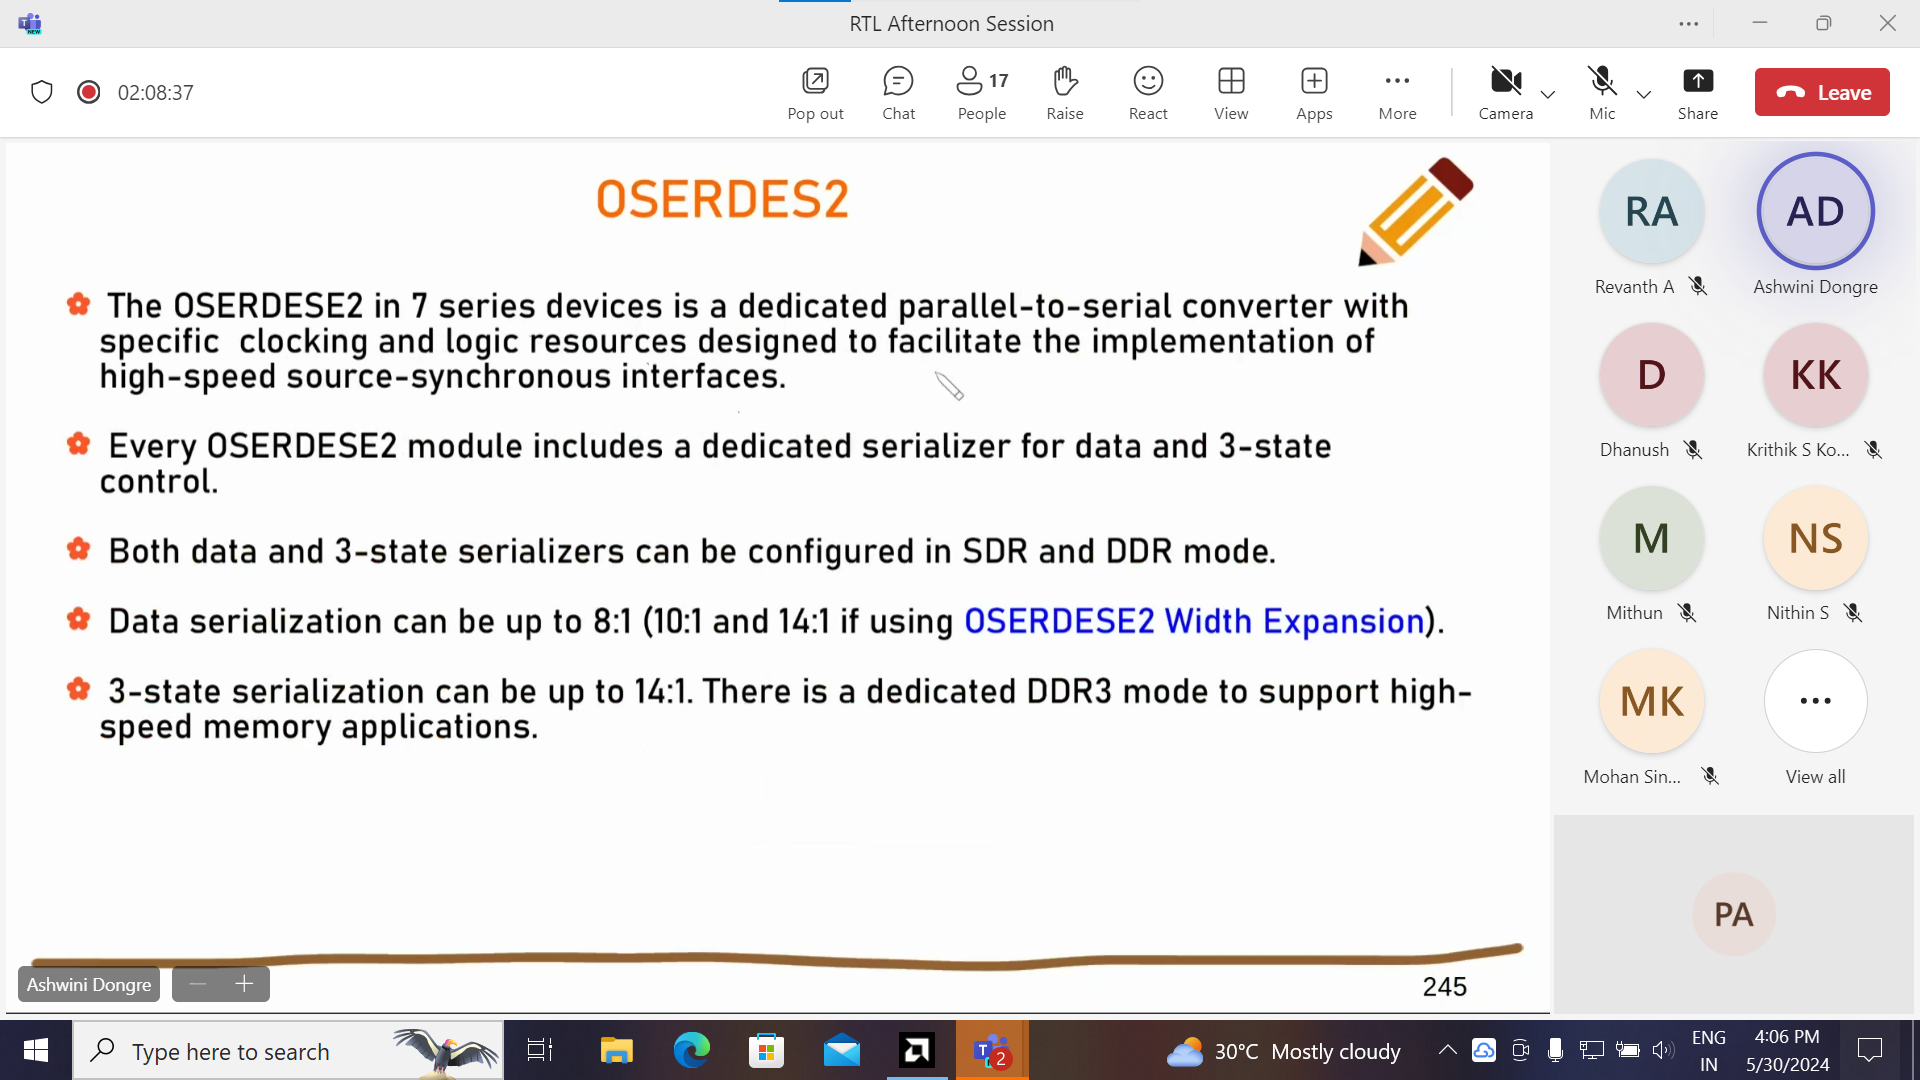 RTL Afternoon Session
02:08:37
Pop out
Chat
17
People
Raise
React
View
Apps
More
Camera
Mic
Share
Leave
OSERDES2
The OSERDESE2 in 7 series devices is a dedicated parallel-to-serial converter with
specific clocking and logic resources designed to facilitate the implementation of
high-speed source-synchronous interfaces.
Every OSERDESE2 module includes a dedicated serializer for data and 3-state
control.
Both data and 3-state serializers can be configured in SDR and DDR mode.
Data serialization can be up to 8:1 (10:1 and 14:1 if using OSERDESE2 Width Expansion).
3-state serialization can be up to 14:1. There is a dedicated DDR3 mode to support high-
speed memory applications.
245
Ashwini Dongre
RA
Revanth A
AD
Ashwini Dongre
D
Dhanush
KK
Krithik S Ko...
M
Mithun
NS
Nithin S
MK
Mohan Sin...
View all
PA
Type here to search
T
2
30°C Mostly cloudy
ENG
IN
4:06 PM
5/30/2024